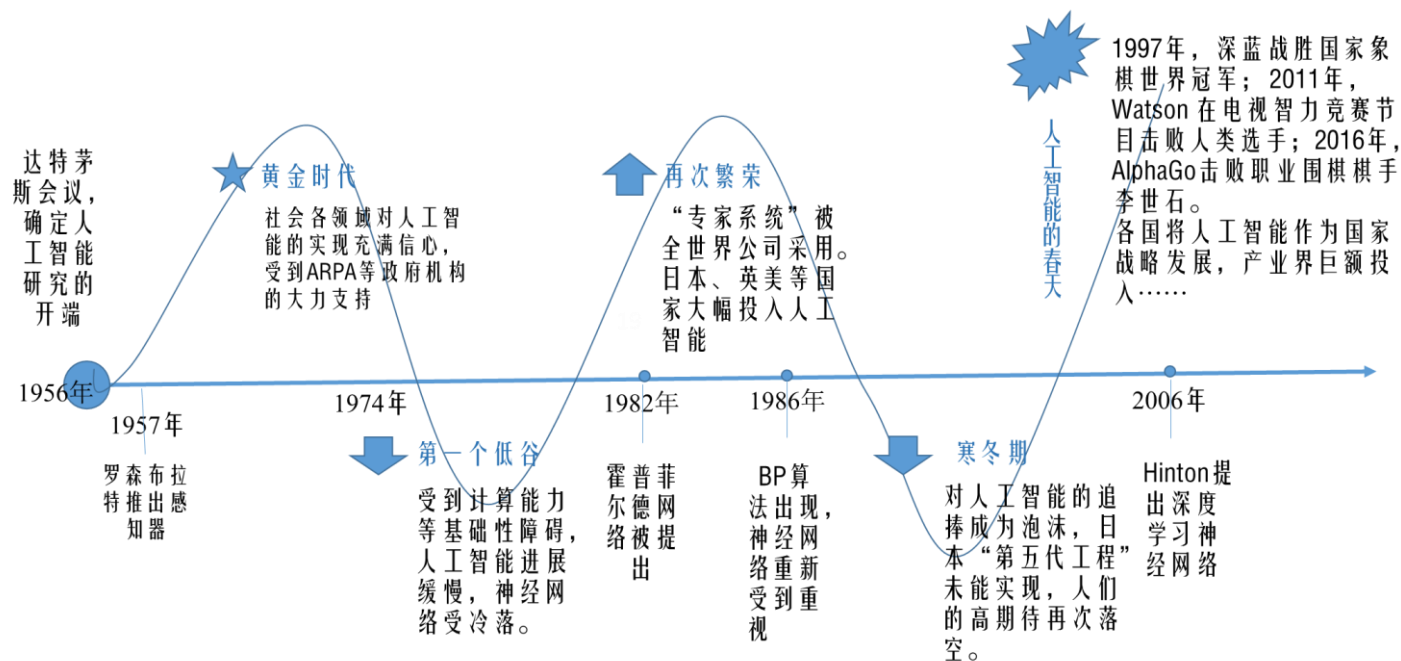 达特茅
斯会议，
确定人
工智能
研究的
开端
1956年
1957年
罗森布拉
特推出感
知器
黄金时代
社会各领域对人工智
能的实现充满信心，
受到ARPA等政府机构
的大力支持
1974年
第一个低谷
受到计算能力
等基础性障碍，
人工智能进展
缓慢，神经网
络受冷落。
再次繁荣
“专家系统”被
全世界公司采用。
日本、英美等国
家大幅投入人工
智能
1982年
霍普菲
尔德网
络被提
出
1986年
BP算
法出现，
神经网
络重新
受到重
视
寒冬期
对人工智能的追
捧成为泡沫，日
本“第五代工程”
未能实现，人们
的高期待再次落
空。
人工智能的春天
1997年，深蓝战胜国家象
棋世界冠军；2011年，
Watson 在电视智力竞赛节
目击败人类选手；2016年，
AlphaGo击败职业围棋棋手
李世石。
各国将人工智能作为国家
战略发展，产业界巨额投
入……
2006年
Hinton提
出深度
学习神
经网络